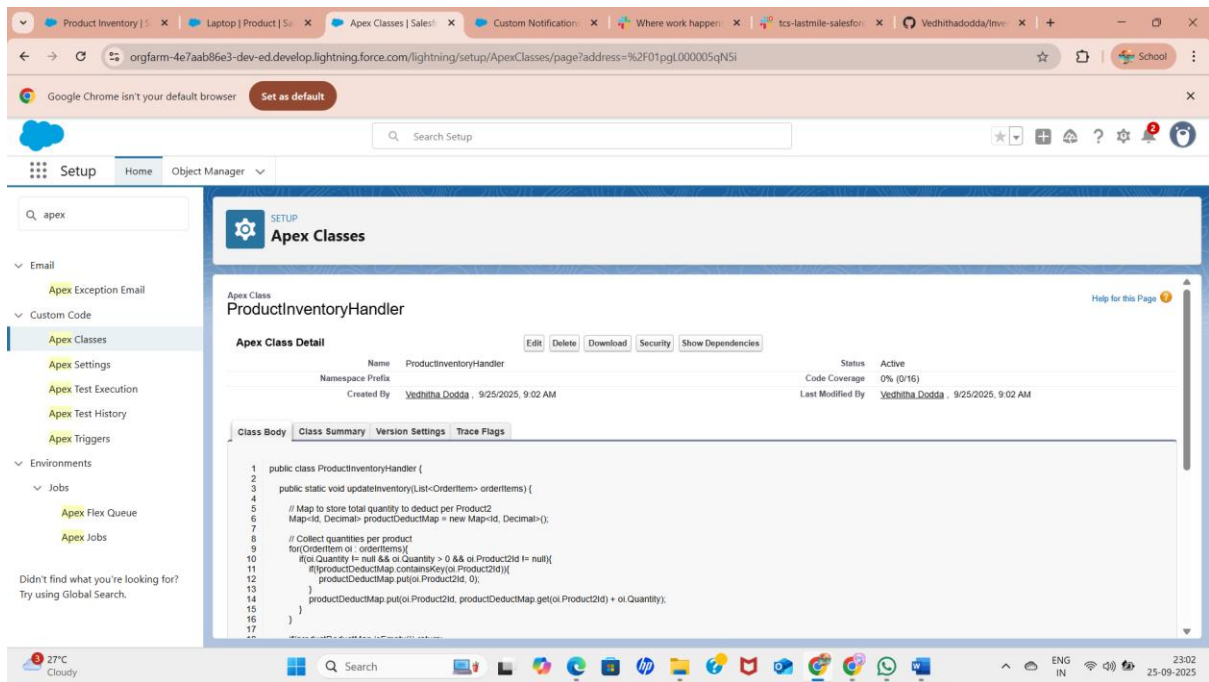 Product Inventory | S
Laptop | Product | Sa
Apex Classes | Salesf
Custom Notification
Where work happen
tcs-lastmile-salesfor
Vedhithadodda/Inve
orgfarm-4e7aab86e3-dev-ed.develop.lightning.force.com/lightning/setup/ApexClasses/page?address=%2F01pgL000005qN5i
School
Google Chrome isn't your default browser
Set as default
Search Setup
2
Setup
Home
Object Manager
apex
Email
Apex Exception Email
Custom Code
Apex Classes
Apex Settings
Apex Test Execution
Apex Test History
Apex Triggers
Environments
Jobs
Apex Flex Queue
Apex Jobs
Didn't find what you're looking for?
Try using Global Search.
SETUP
Apex Classes
Apex Class
ProductInventoryHandler
Help for this Page
Apex Class Detail
Edit Delete Download Security Show Dependencies
Name ProductInventoryHandler Status Active
Namespace Prefix Code Coverage 0% (0/16)
Created By Vedhitha Dodda , 9/25/2025, 9:02 AM Last Modified By Vedhitha Dodda , 9/25/2025, 9:02 AM
Class Body Class Summary Version Settings Trace Flags
1 public class ProductInventoryHandler {
2
3 public static void updateInventory(List<OrderItem> orderItems) {
4
5 // Map to store total quantity to deduct per Product2
6 Map<Id, Decimal> productDeductMap = new Map<Id, Decimal>();
7
8 // Collect quantities per product
9 for(OrderItem oi : orderItems){
10 if(oi.Quantity != null && oi.Quantity > 0 && oi.Product2Id != null){
11 if(!productDeductMap.containsKey(oi.Product2Id)){
12 productDeductMap.put(oi.Product2Id, 0);
13 }
14 productDeductMap.put(oi.Product2Id, productDeductMap.get(oi.Product2Id) + oi.Quantity);
15 }
16 }
17
3
27°C
Cloudy
Search
ENG
IN
23:02
25-09-2025